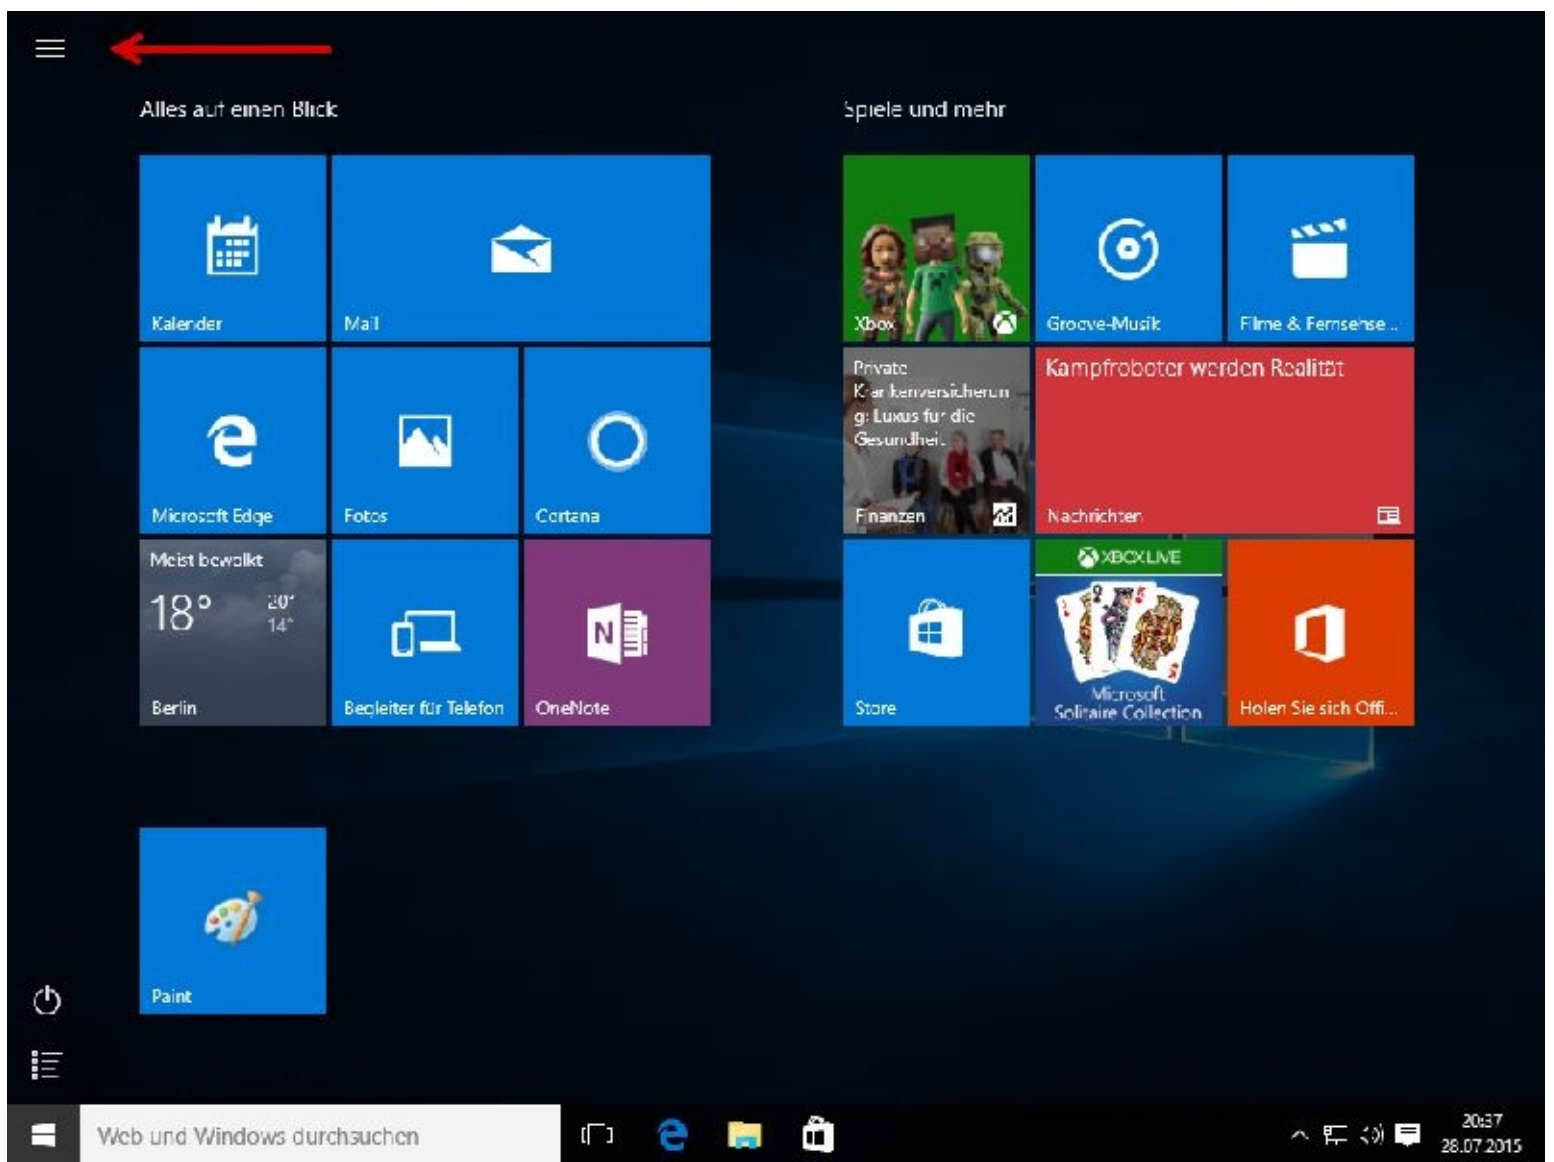 Alles auf einen Blick
Spiele und mehr
Kalender
Mail
Xbox
Groove-Musik
Filme & Fernsehse...
Microsoft Edge
Fotos
Cortana
Private
Krankenversicherun
g: Luxus für die
Gesundheit
Finanzen
Kampfroboter werden Realität
Nachrichten
Meist bewölkt
18°
20°
14°
Berlin
Begleiter für Telefon
N
OneNote
Store
XBOX LIVE
Microsoft
Solitaire Collection
Holen Sie sich Offi...
Paint
Web und Windows durchsuchen
20:37
28.07.2015